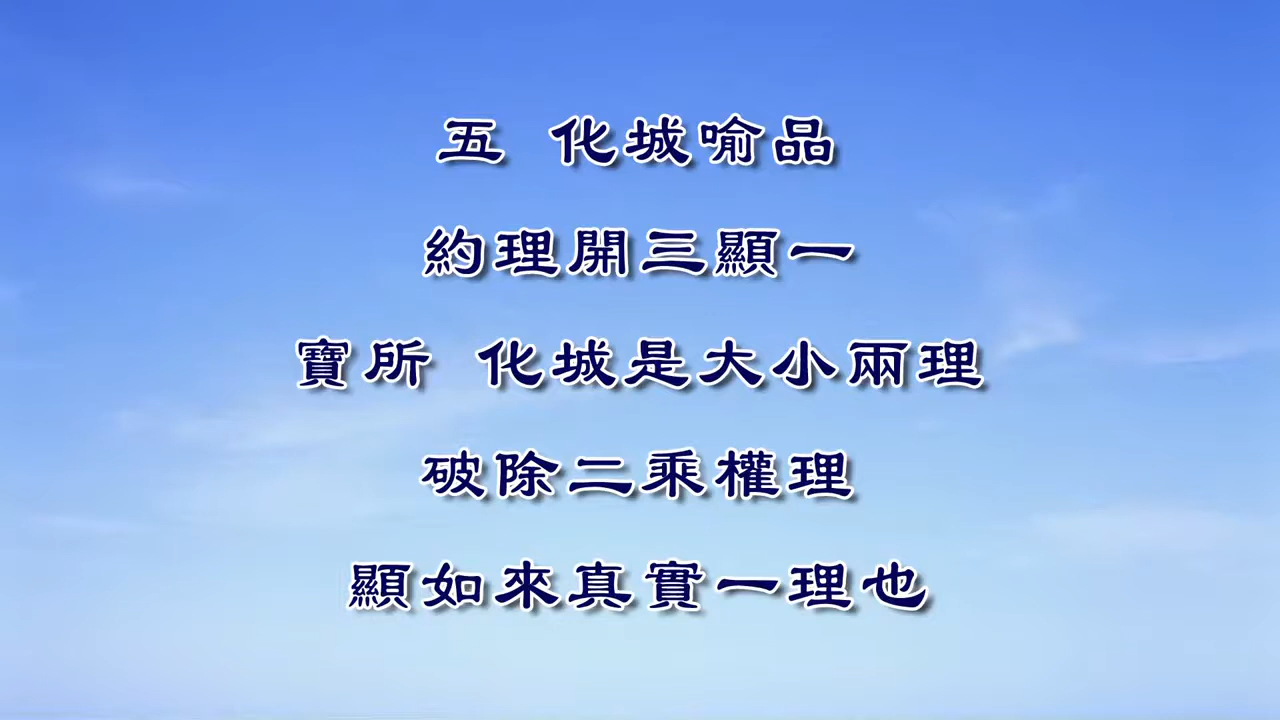 五 化城喻品
約理開三顯一
寶所 化城是大小兩理
破除二乘權理
顯如來真實一理也